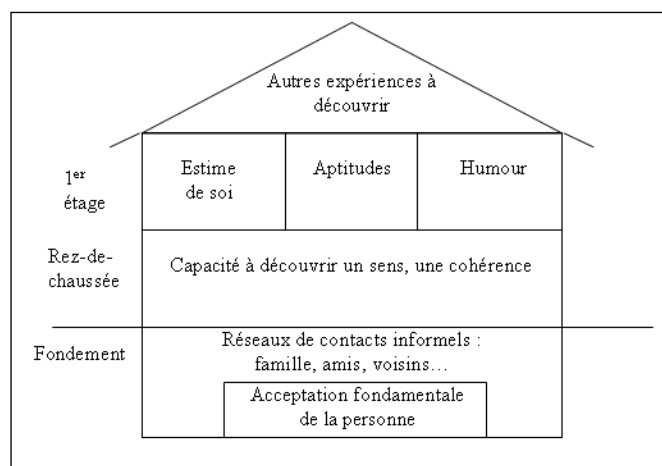 Autres expériences à
découvrir
1er
étage
Estime
de soi
Aptitudes
Humour
Rez-de-
chaussée
Capacité à découvrir un sens, une cohérence
Fondement
Réseaux de contacts informels :
famille, amis, voisins…
Acceptation fondamentale
de la personne